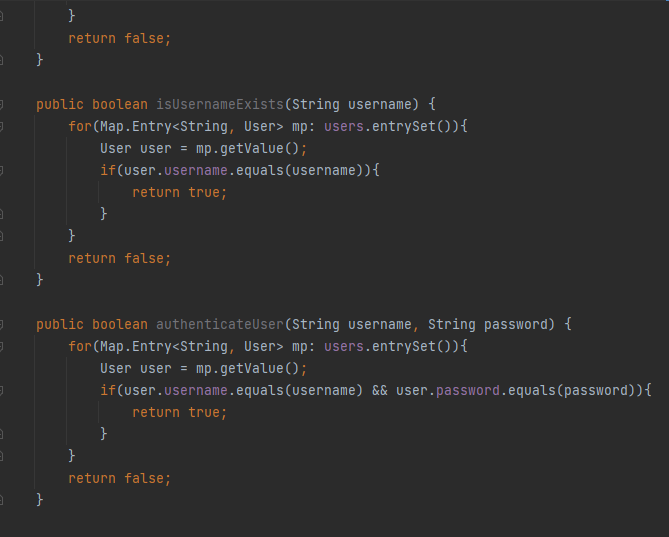 }
        return false;
    }

    public boolean isUsernameExists(String username) {
        for(Map.Entry<String, User> mp: users.entrySet()){
            User user = mp.getValue();
            if(user.username.equals(username)){
                return true;
            }
        }
        return false;
    }

    public boolean authenticateUser(String username, String password) {
        for(Map.Entry<String, User> mp: users.entrySet()){
            User user = mp.getValue();
            if(user.username.equals(username) && user.password.equals(password)){
                return true;
            }
        }
        return false;
    }